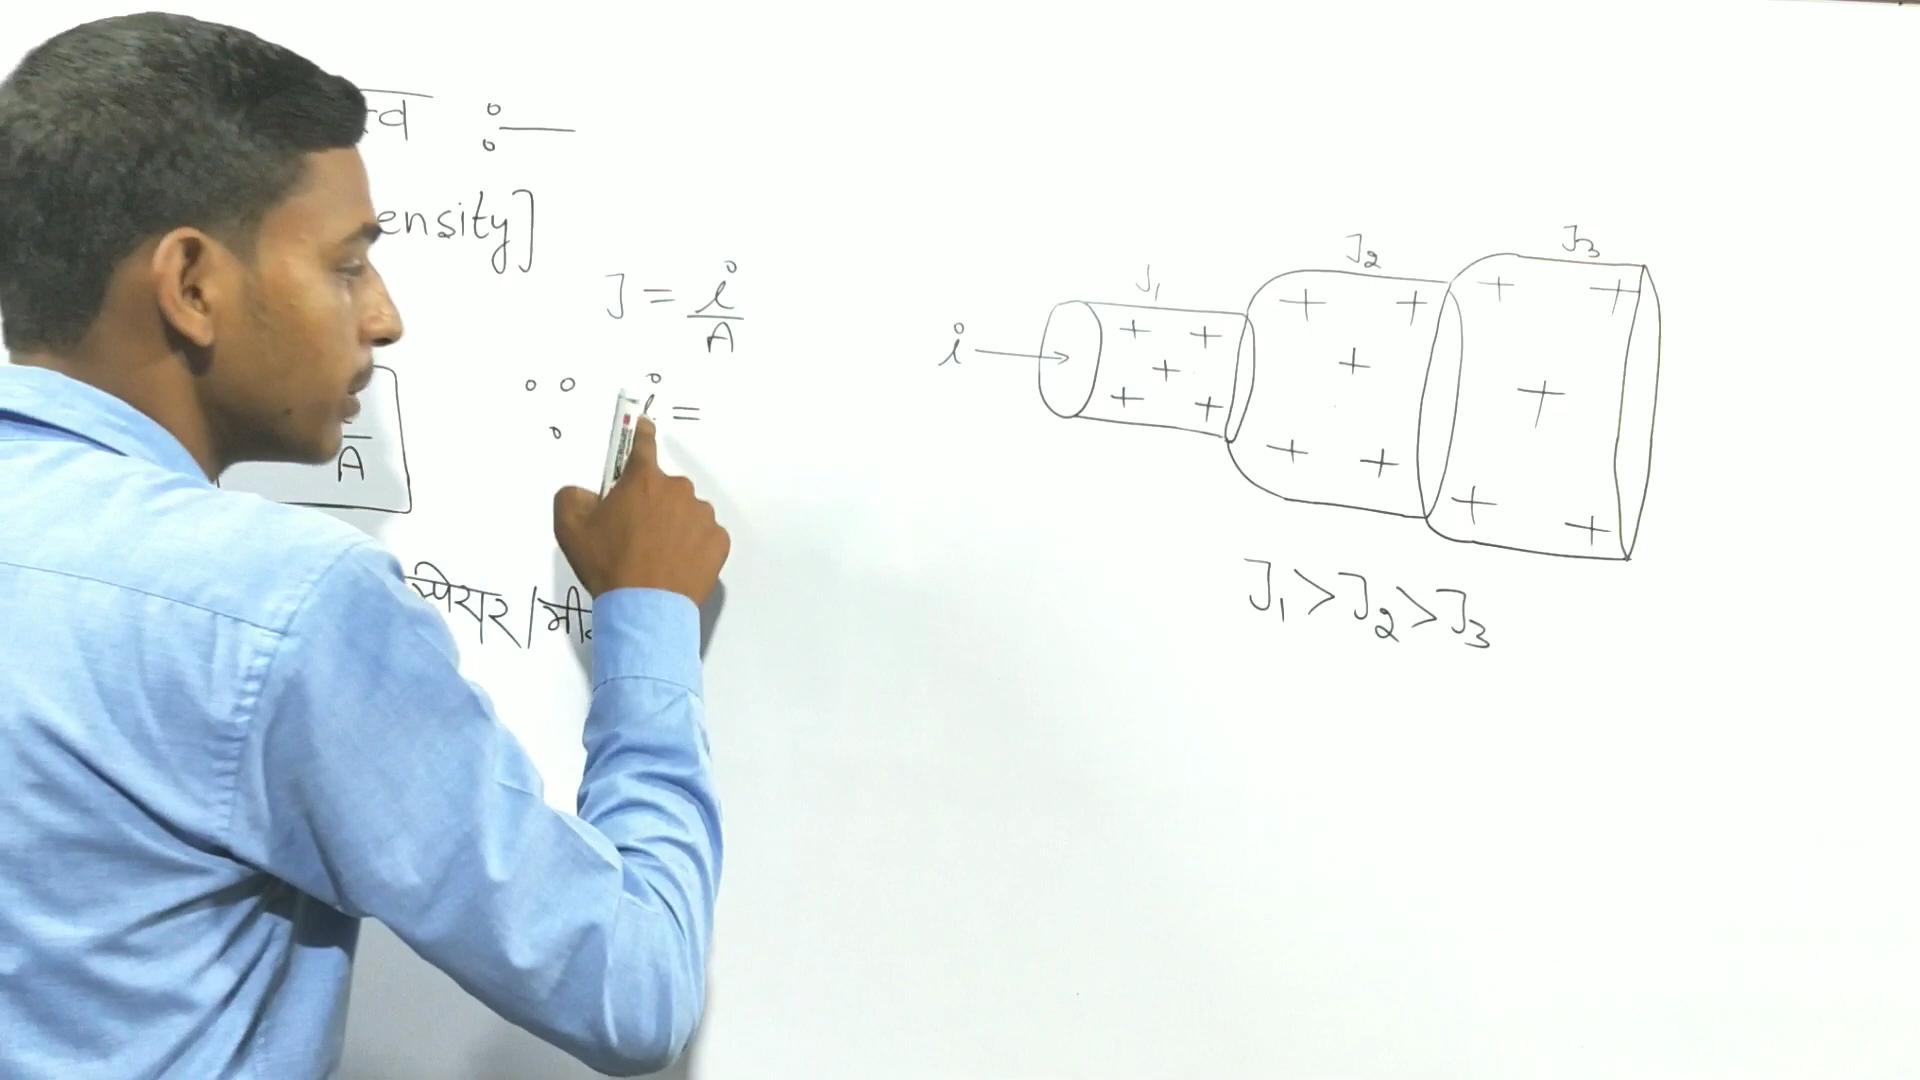 ensity]
J = i/A
A
∵ i =
म्पियर/मी
i
J₁
+ + + + +
J₂
+ + + + +
J₃
+ + + + +
J₁ > J₂ > J₃